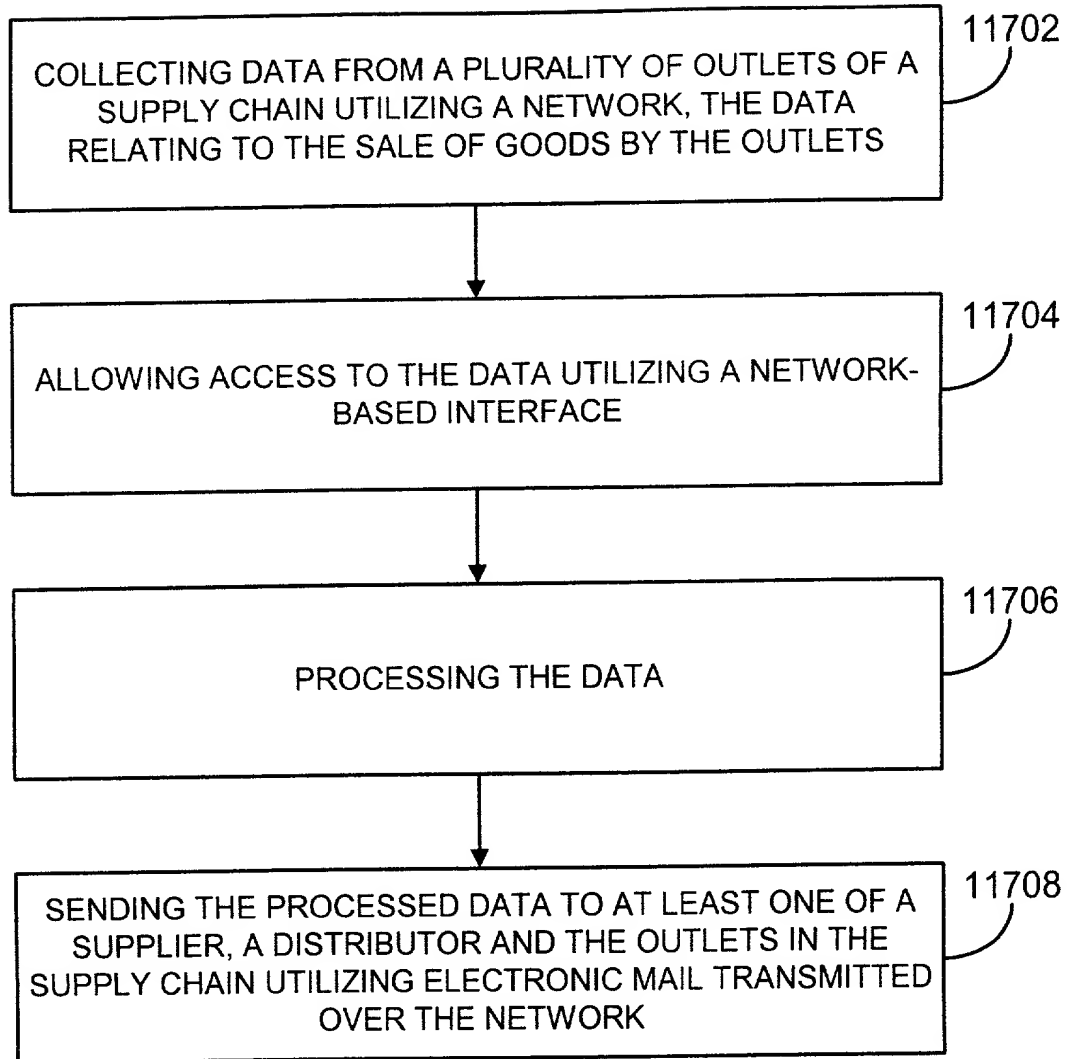 11702
COLLECTING DATA FROM A PLURALITY OF OUTLETS OF A
SUPPLY CHAIN UTILIZING A NETWORK, THE DATA
RELATING TO THE SALE OF GOODS BY THE OUTLETS
11704
ALLOWING ACCESS TO THE DATA UTILIZING A NETWORK-
BASED INTERFACE
11706
PROCESSING THE DATA
11708
SENDING THE PROCESSED DATA TO AT LEAST ONE OF A
SUPPLIER, A DISTRIBUTOR AND THE OUTLETS IN THE
SUPPLY CHAIN UTILIZING ELECTRONIC MAIL TRANSMITTED
OVER THE NETWORK